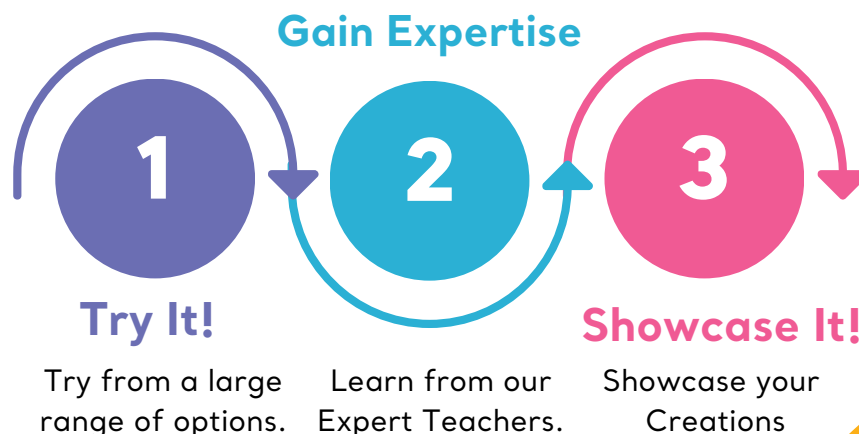 Gain Expertise
1
2
3
Try It!
Showcase It!
Try from a large
range of options.
Learn from our
Expert Teachers.
Showcase your
Creations